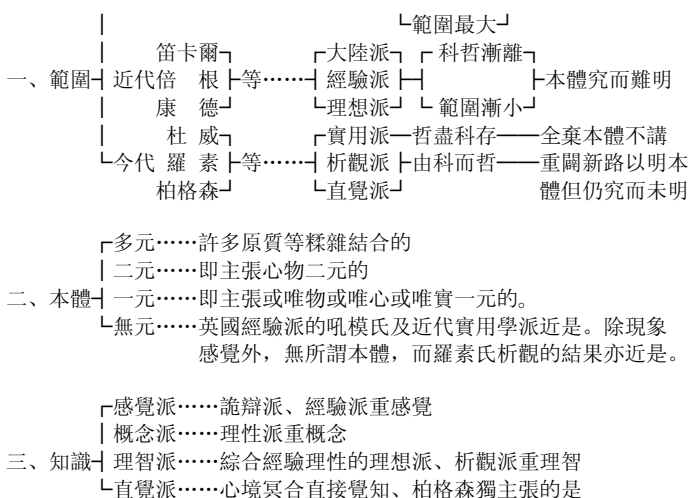 │ └範圍最大┘
│ 笛卡爾┐ ┌大陸派┐┌ 科哲漸離┐
一、範圍┤ 近代倍 根├等……┤ 經驗派├┤ ├本體究而難明
│ 康 德┘ └理想派┘└ 範圍漸小┘
│ 杜 威┐ ┌實用派─哲盡科存──全棄本體不講
└今代 羅 素├等……┤ 析觀派├由科而哲──重闢新路以明本
柏格森┘ └直覺派┘ 體但仍究而未明
┌多元……許多原質等糅雜結合的
│二元……即主張心物二元的
二、本體┤ 一元……即主張或唯物或唯心或唯實一元的。
└無元……英國經驗派的吼模氏及近代實用學派近是。除現象
感覺外，無所謂本體，而羅素氏析觀的結果亦近是。
┌感覺派……詭辯派、經驗派重感覺
│概念派……理性派重概念
三、知識┤ 理智派……綜合經驗理性的理想派、析觀派重理智
└直覺派……心境冥合直接覺知、柏格森獨主張的是